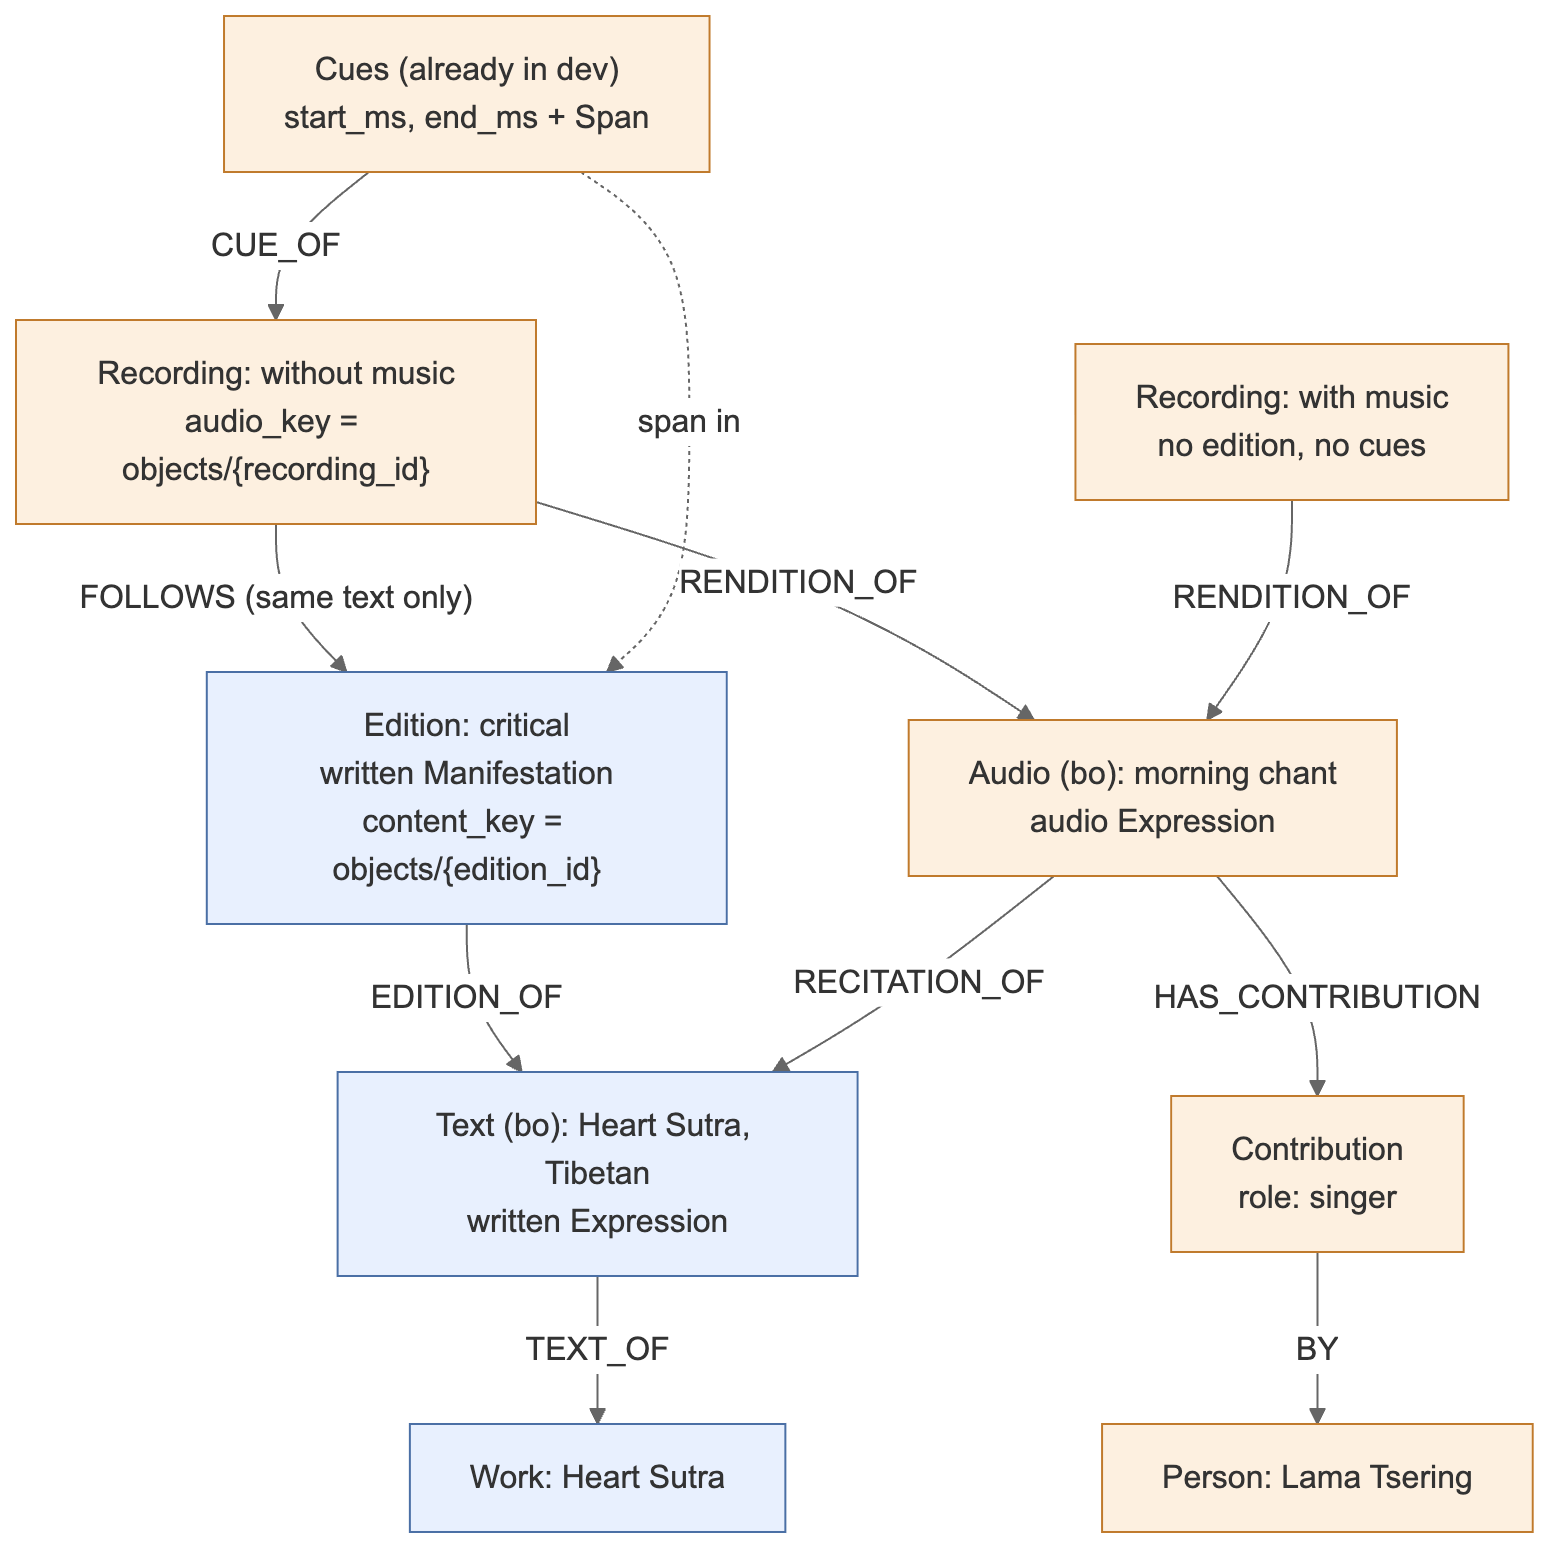 Cues (already in dev)
start_ms, end_ms + Span
CUE_OF
Recording: without music
audio_key =
objects/{recording_id}
Recording: with music
no edition, no cues
span in
FOLLOWS (same text only)
RENDITION_OF
RENDITION_OF
Edition: critical
written Manifestation
content_key =
objects/{edition_id}
Audio (bo): morning chant
audio Expression
EDITION_OF
RECITATION_OF
HAS_CONTRIBUTION
Text (bo): Heart Sutra,
Tibetan
written Expression
Contribution
role: singer
TEXT_OF
BY
Work: Heart Sutra
Person: Lama Tsering